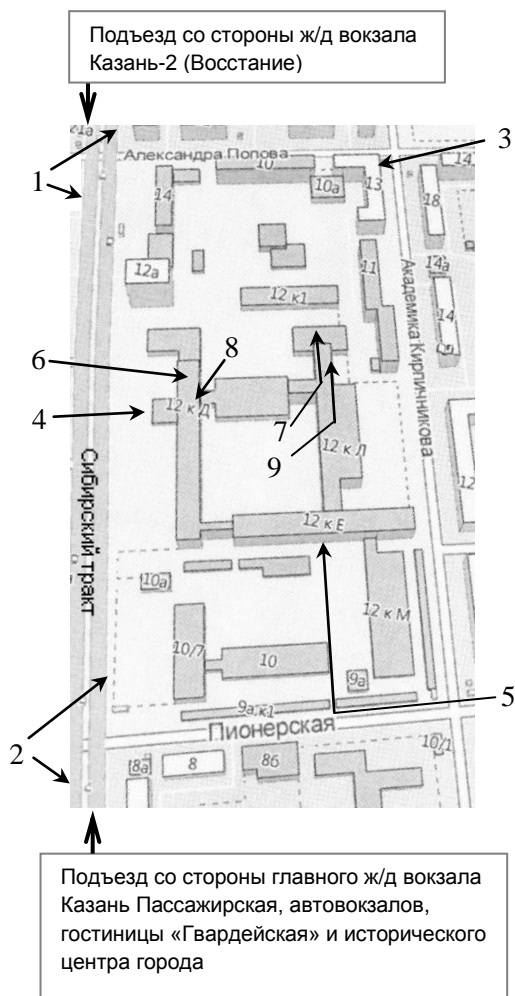 Подъезд со стороны ж/д вокзала
Казань-2 (Восстание)
21а
Александра Попова
3
1
10
14
10а
13
14
18
12а
11
14а
12 к1
14
Академика Кирпичникова
6
8
4
12 к Д
7
12 к Л
9
Сибирский тракт
12 к Е
10а
12 к М
10/7
10
9а
9а к1
5
2
Пионерская
10/1
8а
8
8б
Подъезд со стороны главного ж/д вокзала
Казань Пассажирская, автовокзалов,
гостиницы «Гвардейская» и исторического
центра города